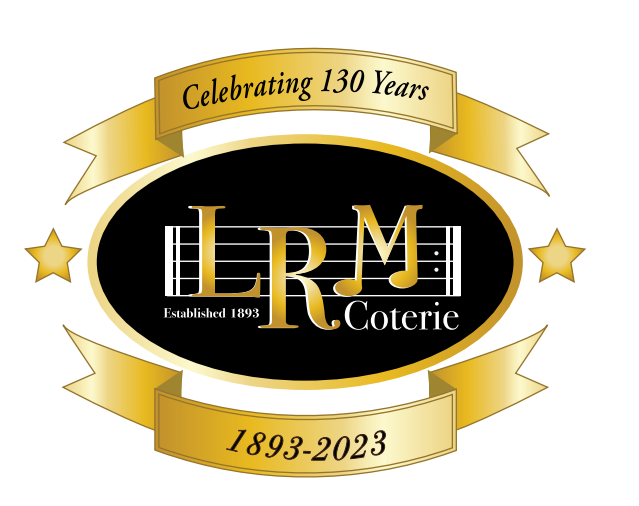 Celebrating 130 Years
LRM
Established 1893
Coterie
1893-2023